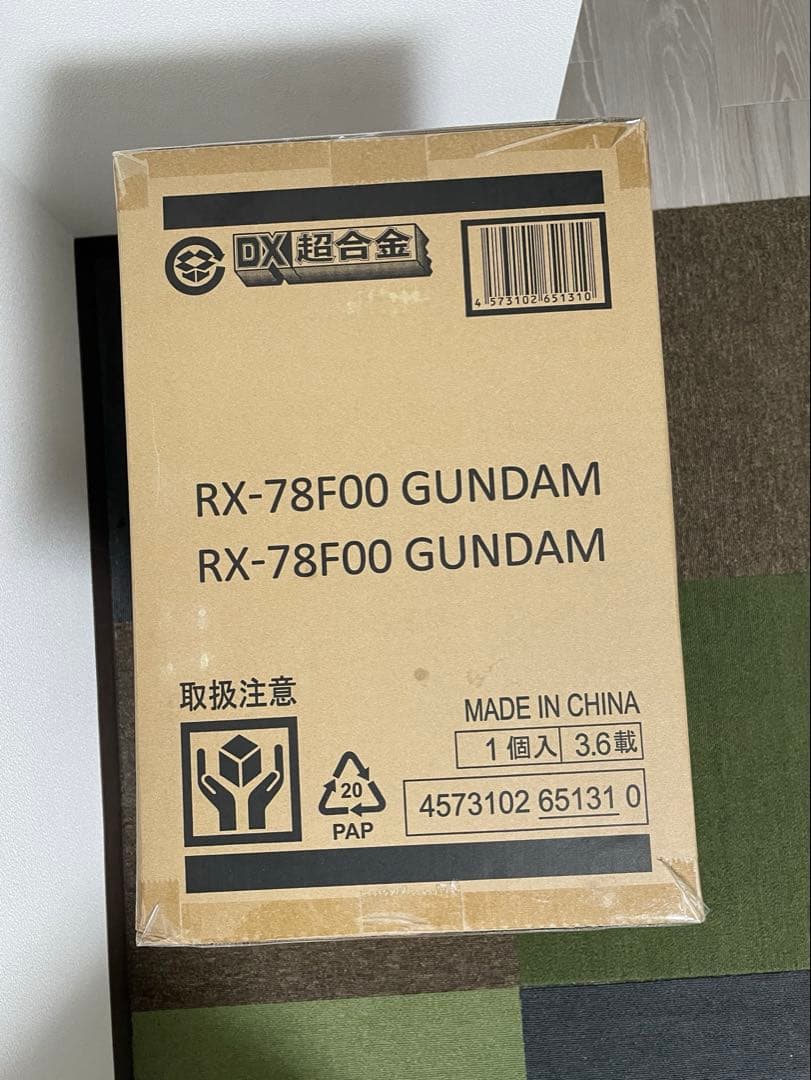 DX超合金
4 573102 651310
RX-78F00 GUNDAM
RX-78F00 GUNDAM
取扱注意
MADE IN CHINA
1個入 3.6載
20
PAP
4573102 65131 0